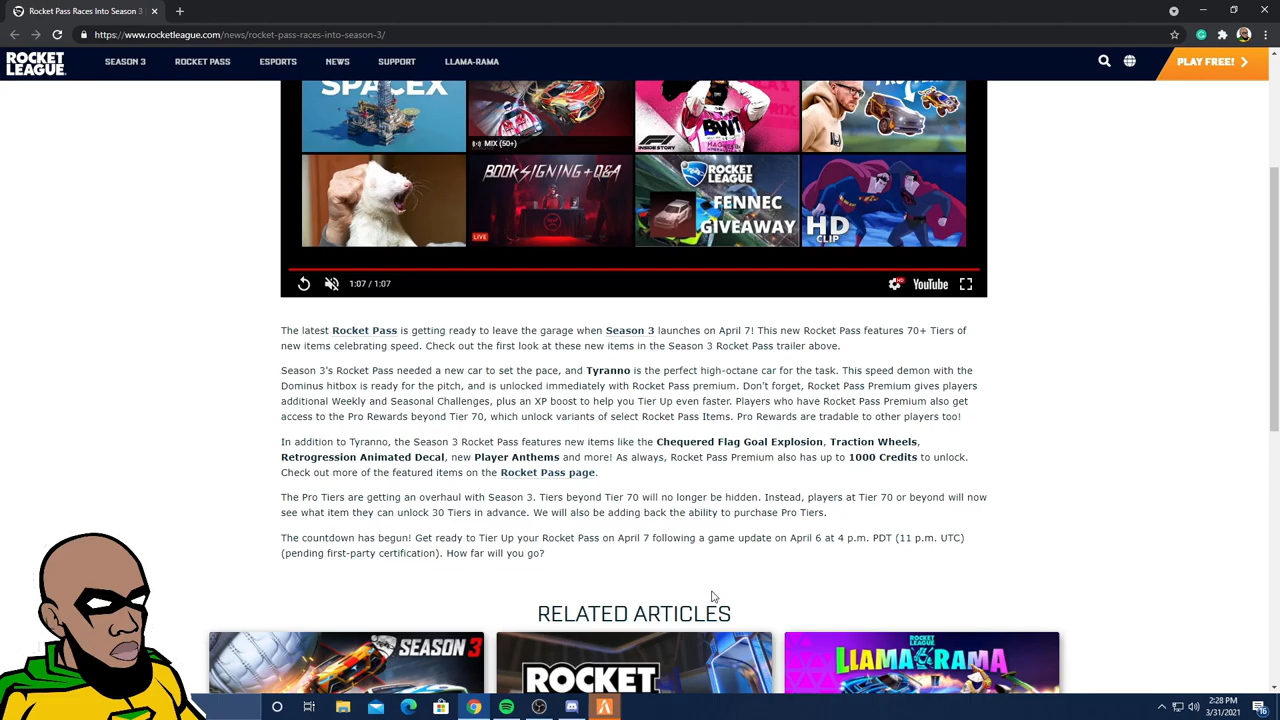 Rocket Pass Races Into Season 3
https://www.rocketleague.com/news/rocket-pass-races-into-season-3/
ROCKET LEAGUE
SEASON 3
ROCKET PASS
ESPORTS
NEWS
SUPPORT
LLAMA-RAMA
PLAY FREE!
SPACEX
MIX (50+)
BWT
F1
INSIDE STORY
BOOK SIGNING + Q&A
LIVE
ROCKET LEAGUE
FENNEC
GIVEAWAY
HD
CLIP
1:07 / 1:07
HD
YouTube
The latest Rocket Pass is getting ready to leave the garage when Season 3 launches on April 7! This new Rocket Pass features 70+ Tiers of
new items celebrating speed. Check out the first look at these new items in the Season 3 Rocket Pass trailer above.
Season 3's Rocket Pass needed a new car to set the pace, and Tyranno is the perfect high-octane car for the task. This speed demon with the
Dominus hitbox is ready for the pitch, and is unlocked immediately with Rocket Pass premium. Don't forget, Rocket Pass Premium gives players
additional Weekly and Seasonal Challenges, plus an XP boost to help you Tier Up even faster. Players who have Rocket Pass Premium also get
access to the Pro Rewards beyond Tier 70, which unlock variants of select Rocket Pass Items. Pro Rewards are tradable to other players too!
In addition to Tyranno, the Season 3 Rocket Pass features new items like the Chequered Flag Goal Explosion, Traction Wheels,
Retrogression Animated Decal, new Player Anthems and more! As always, Rocket Pass Premium also has up to 1000 Credits to unlock.
Check out more of the featured items on the Rocket Pass page.
The Pro Tiers are getting an overhaul with Season 3. Tiers beyond Tier 70 will no longer be hidden. Instead, players at Tier 70 or beyond will now
see what item they can unlock 30 Tiers in advance. We will also be adding back the ability to purchase Pro Tiers.
The countdown has begun! Get ready to Tier Up your Rocket Pass on April 7 following a game update on April 6 at 4 p.m. PDT (11 p.m. UTC)
(pending first-party certification). How far will you go?
RELATED ARTICLES
SEASON 3
ROCKET
ROCKET LEAGUE
LLAMA-RAMA
2:28 PM
3/31/2021
16